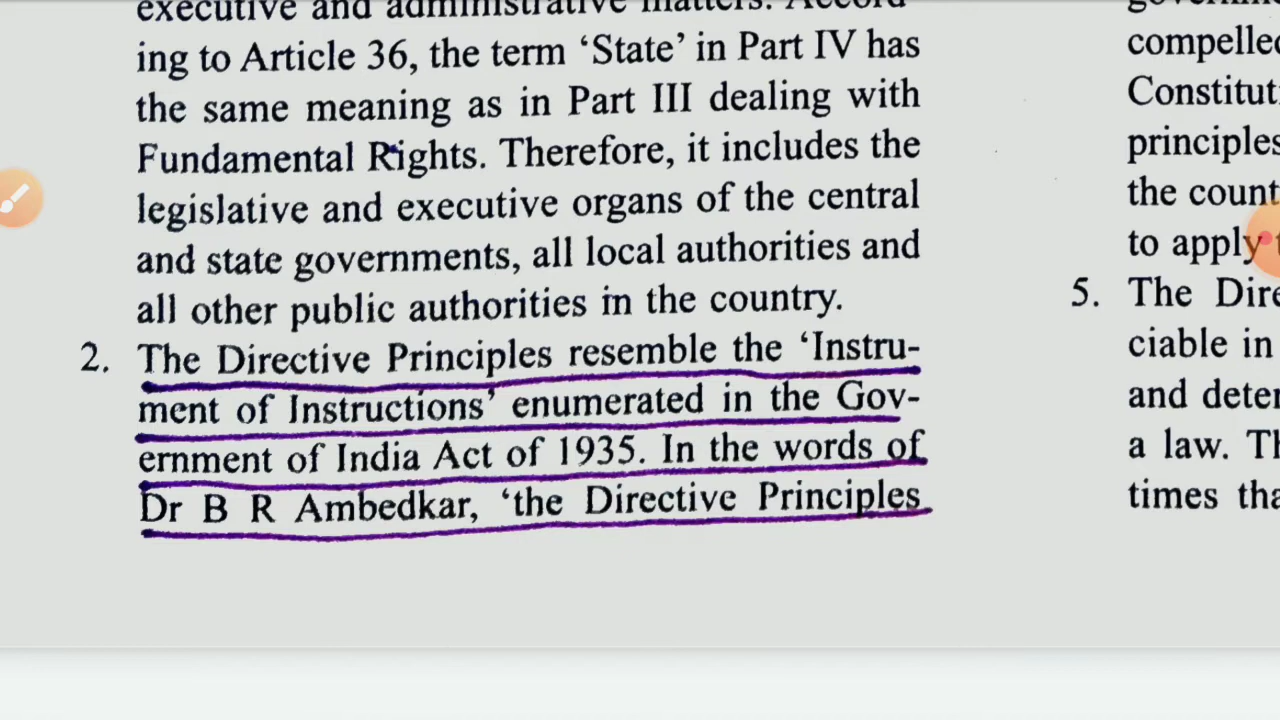 executive and administrative matters. Accord-
ing to Article 36, the term ‘State’ in Part IV has
the same meaning as in Part III dealing with
Fundamental Rights. Therefore, it includes the
legislative and executive organs of the central
and state governments, all local authorities and
all other public authorities in the country.
2. The Directive Principles resemble the ‘Instru-
ment of Instructions’ enumerated in the Gov-
ernment of India Act of 1935. In the words of
Dr B R Ambedkar, ‘the Directive Principles
compelled
Constituti
principles
the count
to apply t
5. The Dire
ciable in
and deter
a law. Th
times tha